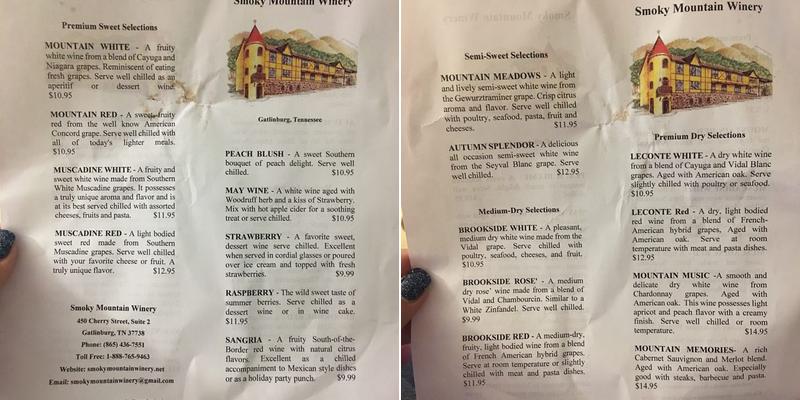 Premium Sweet Selections
MOUNTAIN WHITE - A fruity
white wine from a blend of Cayuga and
Niagara grapes. Reminiscent of eating
fresh grapes. Serve well chilled as an
aperitif or dessert wine.
$10.95
MOUNTAIN RED - A sweet, fruity
red from the well know American
Concord grape. Serve well chilled with
all of today's lighter meals.
$10.95
MUSCADINE WHITE - A fruity and
sweet white wine made from Southern
White Muscadine grapes. It possesses
a truly unique aroma and flavor and is
at its best served chilled with assorted
cheeses, fruits and pasta. $11.95
MUSCADINE RED - A light bodied
sweet red made from Southern
Muscadine grapes. Serve well chilled
with your favorite cheese or fruit. A
truly unique flavor. $12.95
Smoky Mountain Winery
450 Cherry Street, Suite 2
Gatlinburg, TN 37738
Phone: (865) 436-7551
Toll Free: 1-888-765-9463
Website: smokymountainwinery.net
Email: smokymountainwinery@gmail.com
Smoky Mountain Winery
Gatlinburg, Tennessee
PEACH BLUSH - A sweet Southern
bouquet of peach delight. Serve well
chilled. $10.95
MAY WINE - A white wine aged with
Woodruff herb and a kiss of Strawberry.
Mix with hot apple cider for a soothing
treat or serve chilled. $10.95
STRAWBERRY - A favorite sweet,
dessert wine serve chilled. Excellent
when served in cordial glasses or poured
over ice cream and topped with fresh
strawberries. $9.99
RASPBERRY - The wild sweet taste of
summer berries. Serve chilled as a
dessert wine or in wine cake.
$11.95
SANGRIA - A fruity South-of-the-
Border red wine with natural citrus
flavors. Excellent as a chilled
accompaniment to Mexican style dishes
or as a holiday party punch. $9.99
Semi-Sweet Selections
MOUNTAIN MEADOWS - A light
and lively semi-sweet white wine from
the Gewurztraminer grape. Crisp citrus
aroma and flavor. Serve well chilled
with poultry, seafood, pasta, fruit and
cheeses. $11.95
AUTUMN SPLENDOR - A delicious
all occasion semi-sweet white wine
from the Seyval Blanc grape. Serve
well chilled. $12.95
Medium-Dry Selections
BROOKSIDE WHITE - A pleasant,
medium dry white wine made from the
Vidal grape. Serve chilled with
poultry, seafood, cheeses, and fruit.
$10.95
BROOKSIDE ROSE' - A medium
dry rose' wine made from a blend of
Vidal and Chambourcin. Similar to a
White Zinfandel. Serve well chilled.
$9.99
BROOKSIDE RED - A medium-dry,
fruity, light bodied wine from a blend
of French American hybrid grapes.
Serve at room temperature or slightly
chilled with meat and pasta dishes.
$11.95
Smoky Mountain Winery
Premium Dry Selections
LECONTE WHITE - A dry white wine
from a blend of Cayuga and Vidal Blanc
grapes. Aged with American oak. Serve
slightly chilled with poultry or seafood.
$10.95
LECONTE Red - A dry, light bodied
red wine from a blend of French-
American hybrid grapes, Aged with
American oak. Serve at room
temperature with meat and pasta dishes.
$12.95
MOUNTAIN MUSIC -A smooth and
delicate dry white wine from
Chardonnay grapes. Aged with
American oak. This wine possesses light
apricot and peach flavor with a creamy
finish. Serve well chilled or room
temperature. $14.95
MOUNTAIN MEMORIES- A rich
Cabernet Sauvignon and Merlot blend.
Aged with American oak. Especially
good with steaks, barbecue and pasta.
$14.95